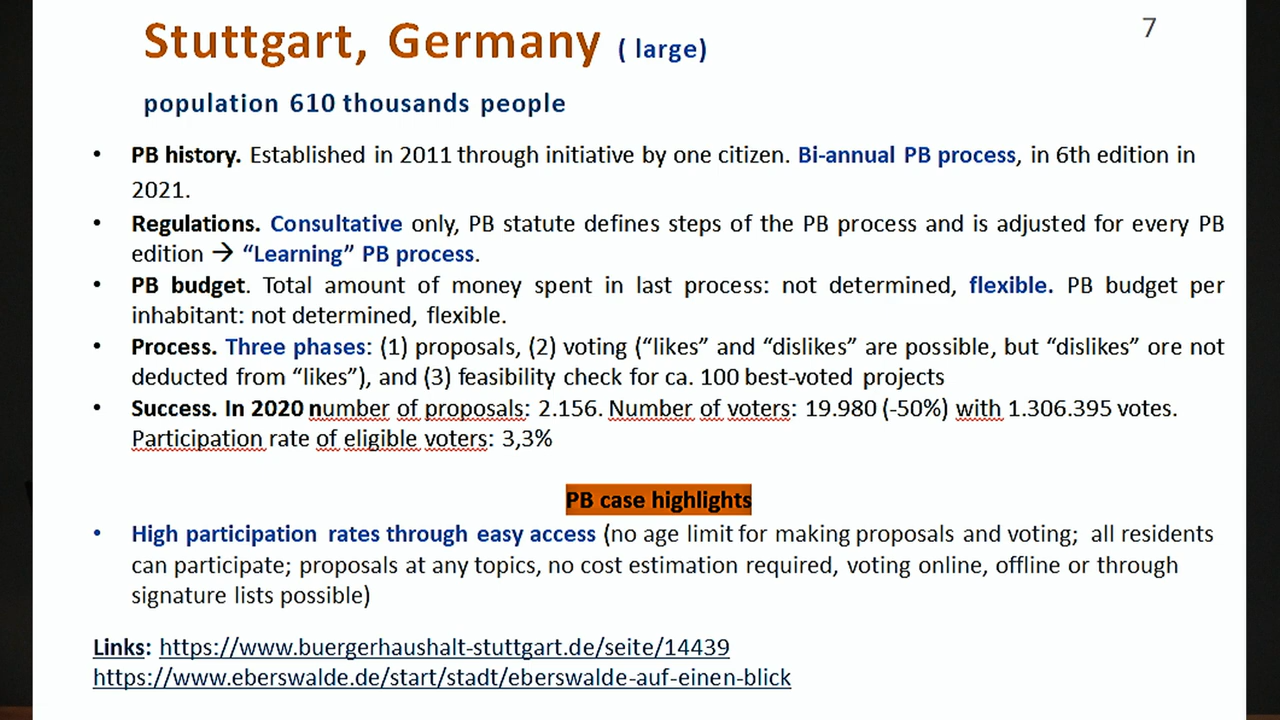 7
Stuttgart, Germany ( large)
population 610 thousands people
• PB history. Established in 2011 through initiative by one citizen. Bi-annual PB process, in 6th edition in
2021.
• Regulations. Consultative only, PB statute defines steps of the PB process and is adjusted for every PB
edition → “Learning” PB process.
• PB budget. Total amount of money spent in last process: not determined, flexible. PB budget per
inhabitant: not determined, flexible.
• Process. Three phases: (1) proposals, (2) voting (“likes” and “dislikes” are possible, but “dislikes” ore not
deducted from “likes”), and (3) feasibility check for ca. 100 best-voted projects
• Success. In 2020 number of proposals: 2.156. Number of voters: 19.980 (-50%) with 1.306.395 votes.
Participation rate of eligible voters: 3,3%
PB case highlights
• High participation rates through easy access (no age limit for making proposals and voting; all residents
can participate; proposals at any topics, no cost estimation required, voting online, offline or through
signature lists possible)
Links: https://www.buergerhaushalt-stuttgart.de/seite/14439
https://www.eberswalde.de/start/stadt/eberswalde-auf-einen-blick